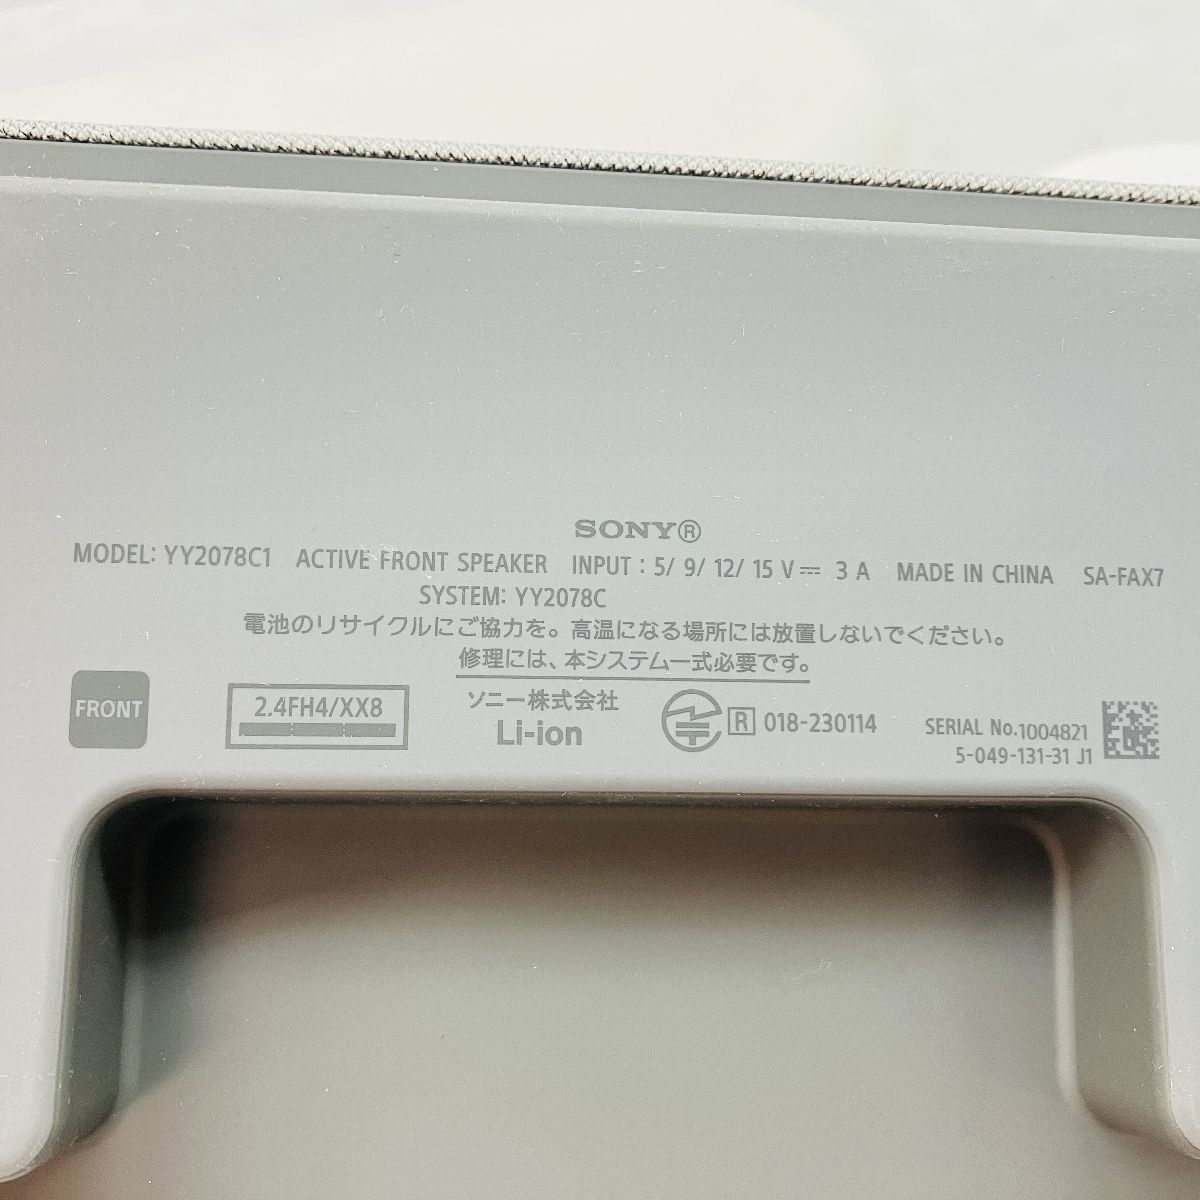 SONY®
MODEL: YY2078C1 ACTIVE FRONT SPEAKER INPUT : 5/ 9/ 12/ 15 V⎓ 3 A MADE IN CHINA SA-FAX7
SYSTEM: YY2078C
電池のリサイクルにご協力を。高温になる場所には放置しないでください。
修理には、本システム一式必要です。
FRONT
2.4FH4/XX8
ソニー株式会社
Li-ion
R 018-230114
SERIAL No.1004821
5-049-131-31 J1